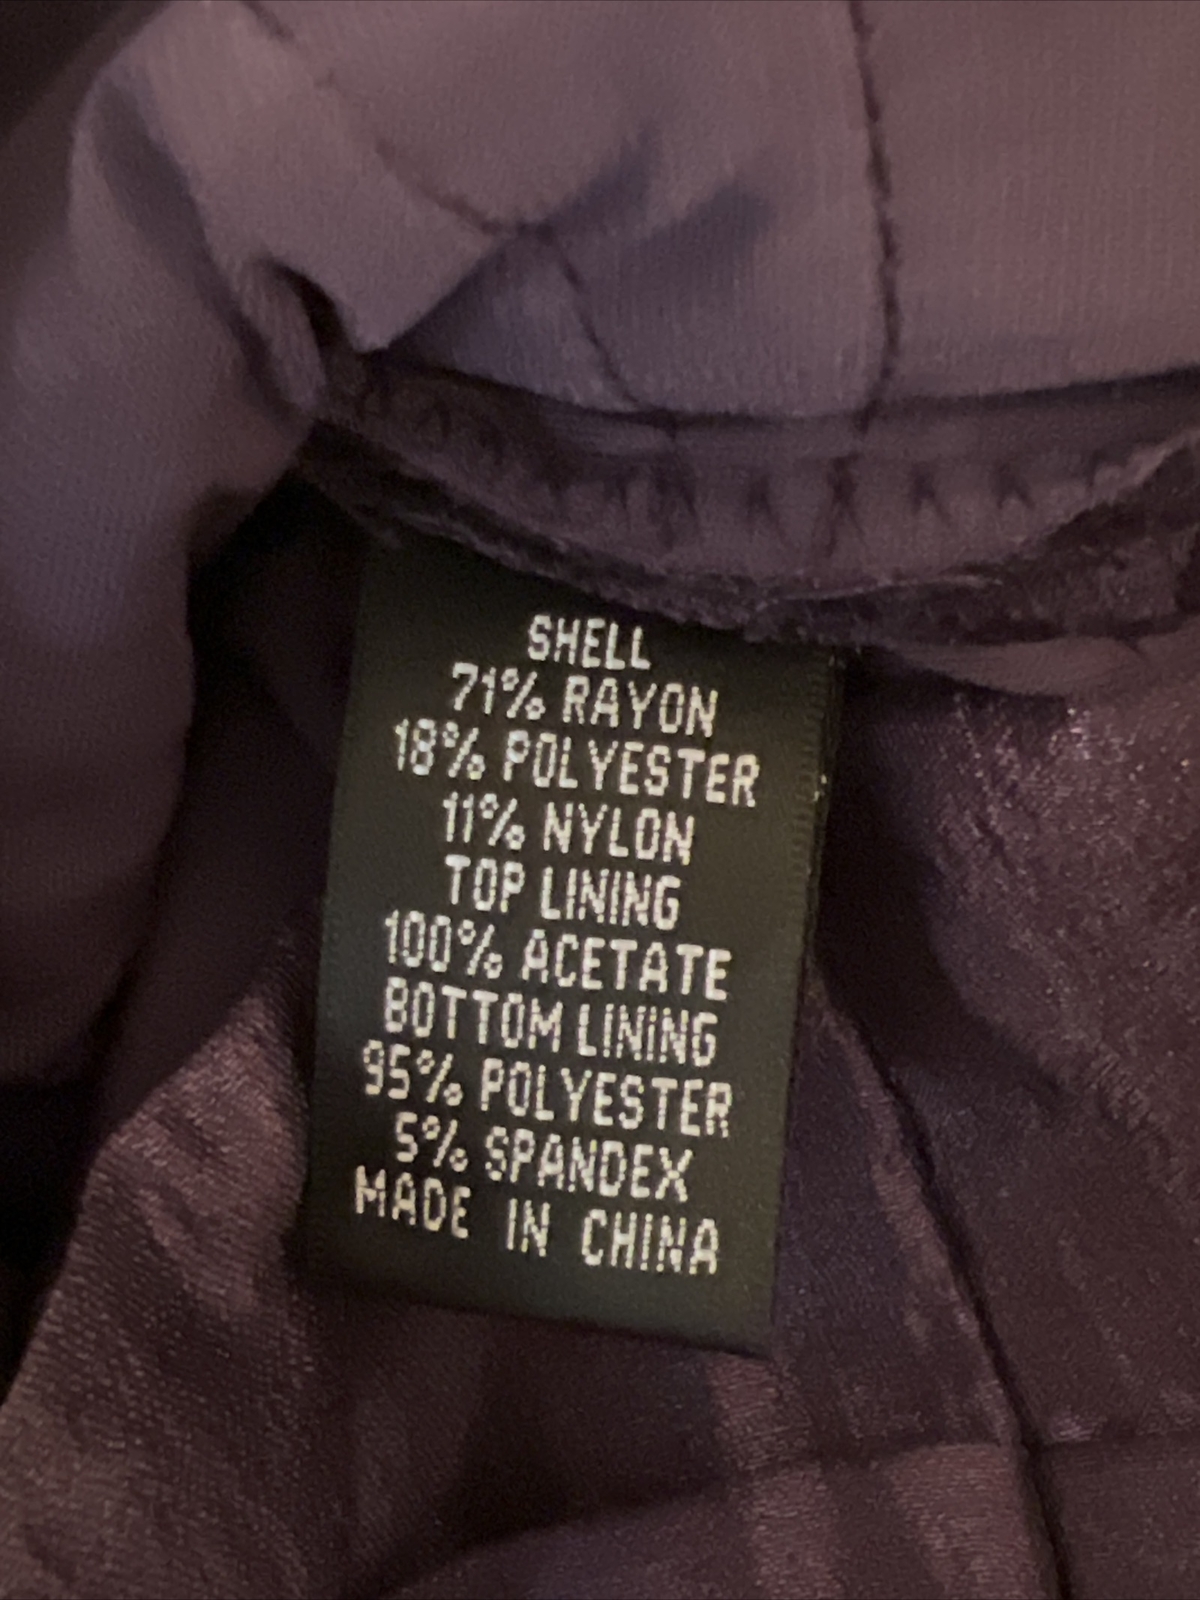 SHELL
71% RAYON
18% POLYESTER
11% NYLON
TOP LINING
100% ACETATE
BOTTOM LINING
95% POLYESTER
5% SPANDEX
MADE IN CHINA